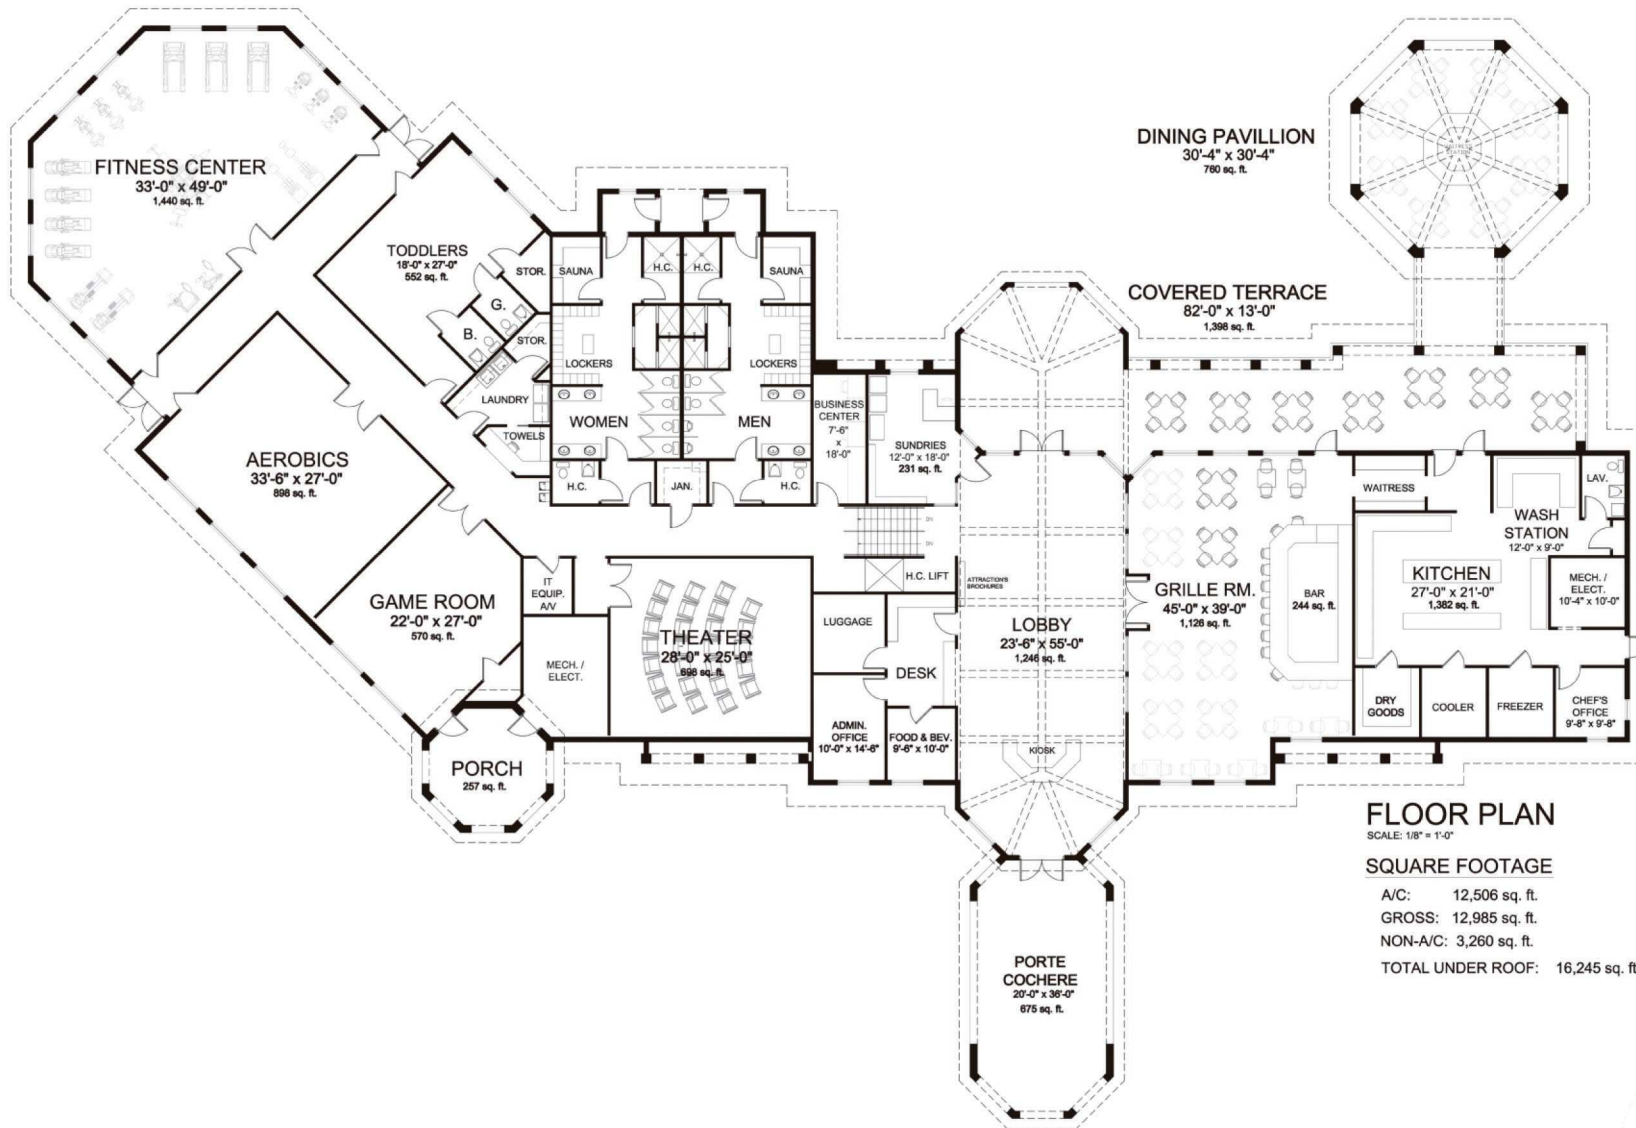 FITNESS CENTER
33'-0" x 49'-0"
1,440 sq. ft.
TODDLERS
18'-0" x 27'-0"
552 sq. ft.
STOR.
G.
B.
STOR.
LAUNDRY
TOWELS
SAUNA
H.C.
H.C.
SAUNA
LOCKERS
LOCKERS
WOMEN
MEN
H.C.
JAN.
H.C.
AEROBICS
33'-6" x 27'-0"
898 sq. ft.
GAME ROOM
22'-0" x 27'-0"
570 sq. ft.
IT
EQUIP.
A/V
MECH. /
ELECT.
THEATER
28'-0" x 25'-0"
698 sq. ft.
PORCH
257 sq. ft.
BUSINESS
CENTER
7'-6"
x
18'-0"
SUNDRIES
12'-0" x 18'-0"
231 sq. ft.
DN
DN
H.C. LIFT
ATTRACTION'S
BROCHURES
LUGGAGE
DESK
ADMIN.
OFFICE
10'-0" x 14'-6"
FOOD & BEV.
9'-6" x 10'-0"
LOBBY
23'-6" x 55'-0"
1,246 sq. ft.
KIOSK
PORTE
COCHERE
20'-0" x 36'-0"
675 sq. ft.
DINING PAVILLION
30'-4" x 30'-4"
760 sq. ft.
WAITRESS
STATION
COVERED TERRACE
82'-0" x 13'-0"
1,398 sq. ft.
GRILLE RM.
45'-0" x 39'-0"
1,126 sq. ft.
BAR
244 sq. ft.
WAITRESS
WASH
STATION
12'-0" x 9'-0"
LAV.
KITCHEN
27'-0" x 21'-0"
1,382 sq. ft.
MECH. /
ELECT.
10'-4" x 10'-0"
DRY
GOODS
COOLER
FREEZER
CHEF'S
OFFICE
9'-8" x 9'-8"
FLOOR PLAN
SCALE: 1/8" = 1'-0"
SQUARE FOOTAGE
A/C: 12,506 sq. ft.
GROSS: 12,985 sq. ft.
NON-A/C: 3,260 sq. ft.
TOTAL UNDER ROOF: 16,245 sq. ft